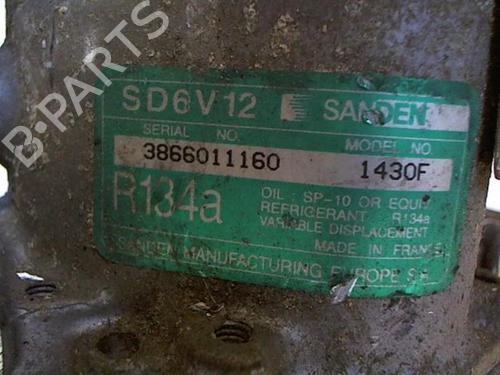 B-PARTS
SD6V12 SANDEN
SERIAL NO. MODEL NO
3866011160 1430F
R134a
OIL: SP-10 OR EQUIV
REFRIGERANT R134a
VARIABLE DISPLACEMENT
MADE IN FRANCE
SANDEN MANUFACTURING EUROPE S.A